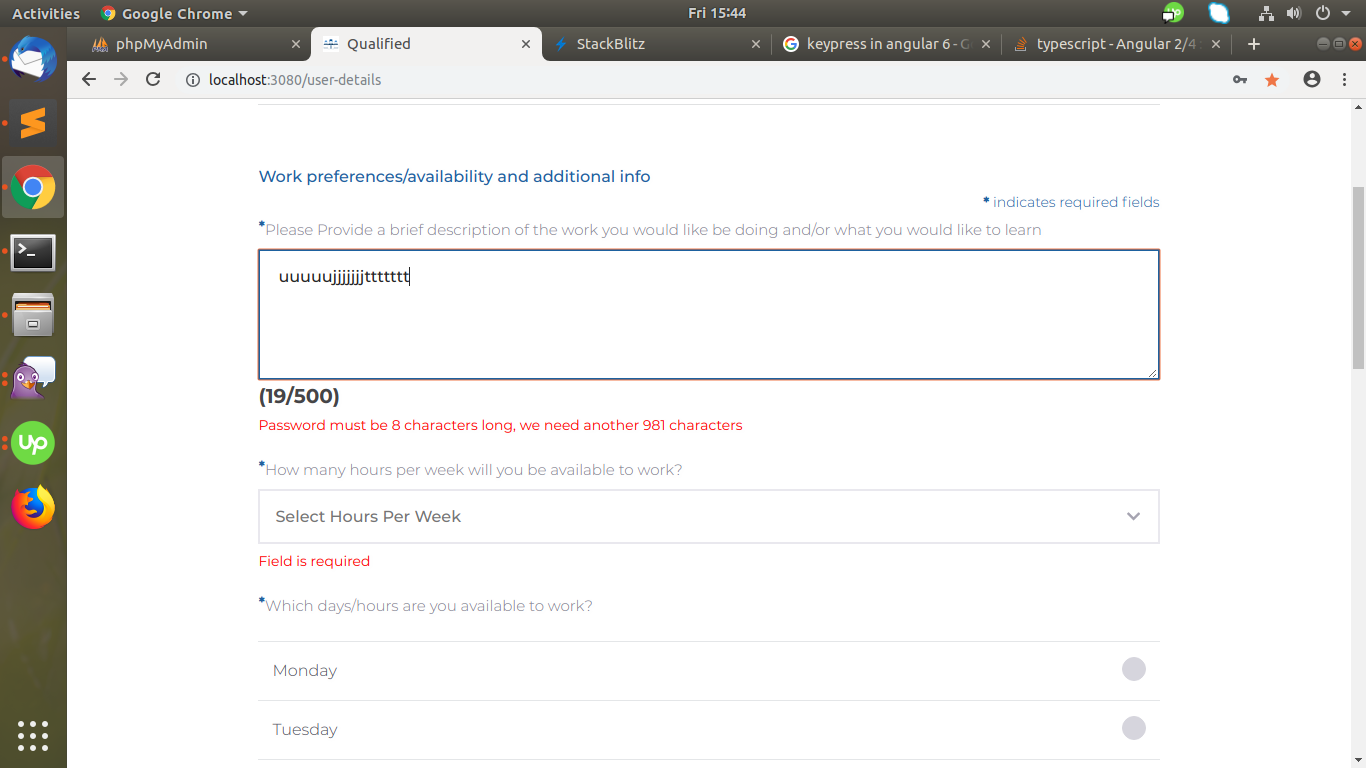 Activities Google Chrome Fri 15:44
phpMyAdmin Qualified StackBlitz keypress in angular 6 - G typescript - Angular 2/4
localhost:3080/user-details
Work preferences/availability and additional info
* indicates required fields
*Please Provide a brief description of the work you would like be doing and/or what you would like to learn
uuuuujjjjjjjttttttt
(19/500)
Password must be 8 characters long, we need another 981 characters
*How many hours per week will you be available to work?
Select Hours Per Week
Field is required
*Which days/hours are you available to work?
Monday
Tuesday
up